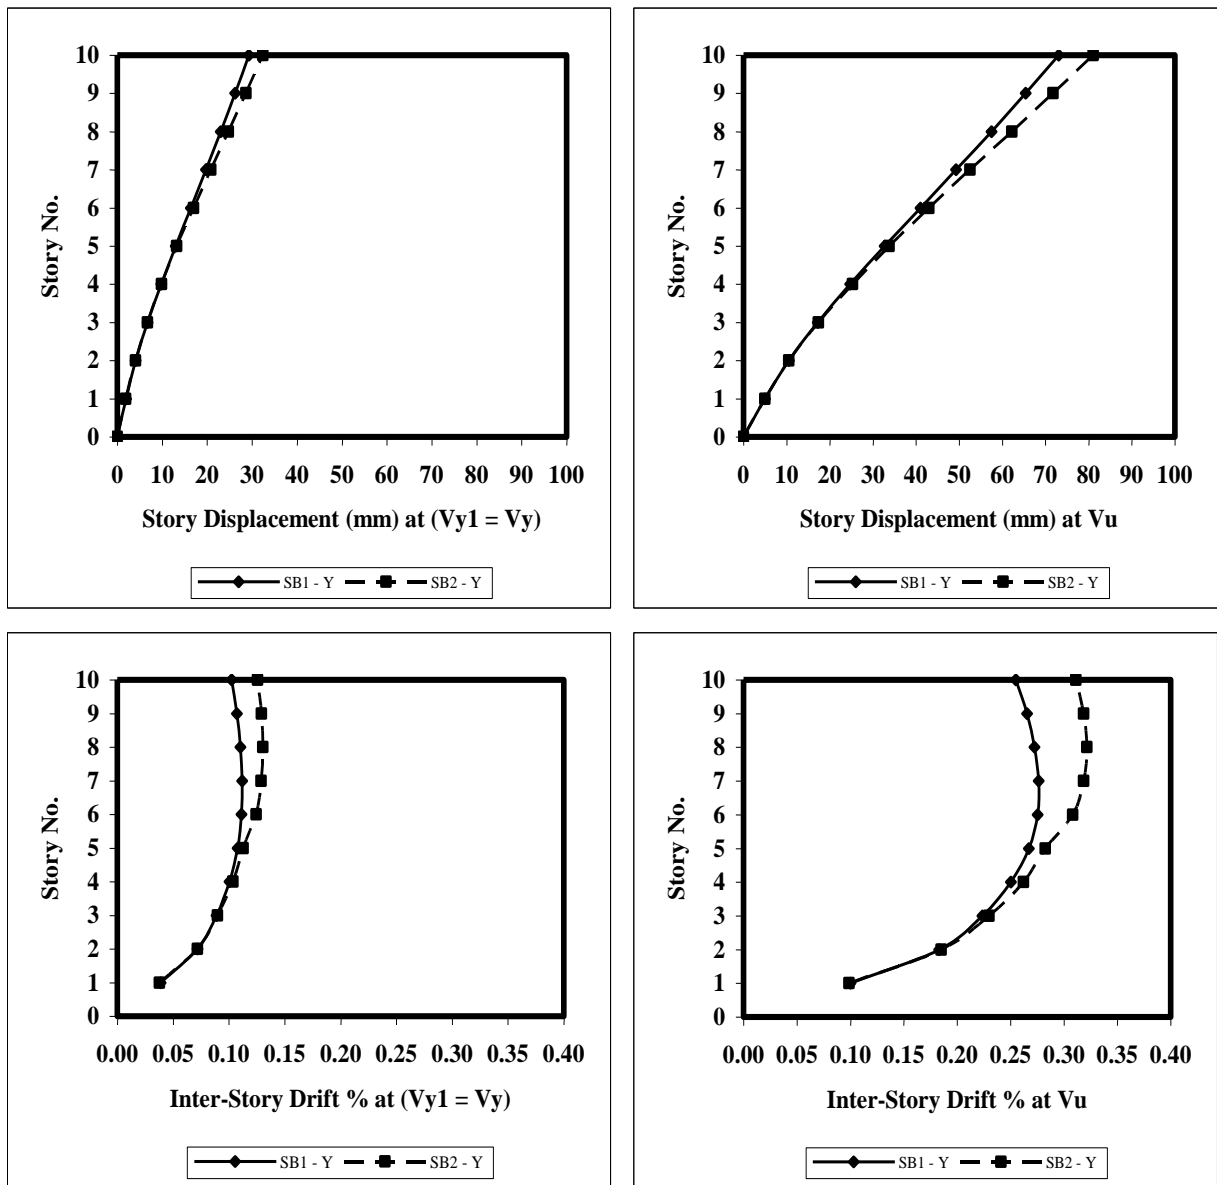 10
9
8
7
6
5
4
3
2
1
0
Story No.
0 10 20 30 40 50 60 70 80 90 100
Story Displacement (mm) at (Vy1 = Vy)
SB1 - Y SB2 - Y
10
9
8
7
6
5
4
3
2
1
0
Story No.
0 10 20 30 40 50 60 70 80 90 100
Story Displacement (mm) at Vu
SB1 - Y SB2 - Y
10
9
8
7
6
5
4
3
2
1
0
Story No.
0.00 0.05 0.10 0.15 0.20 0.25 0.30 0.35 0.40
Inter-Story Drift % at (Vy1 = Vy)
SB1 - Y SB2 - Y
10
9
8
7
6
5
4
3
2
1
0
Story No.
0.00 0.05 0.10 0.15 0.20 0.25 0.30 0.35 0.40
Inter-Story Drift % at Vu
SB1 - Y SB2 - Y